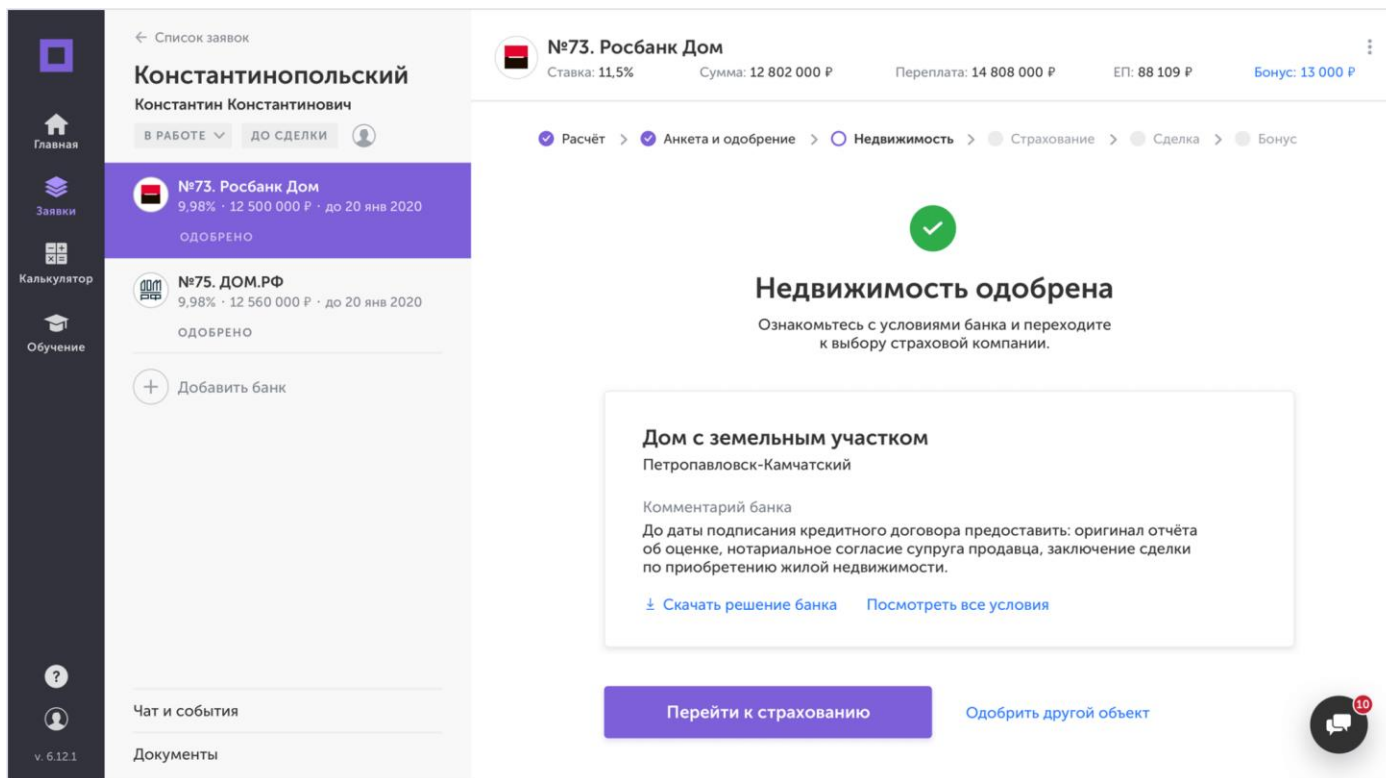 Главная
Заявки
Калькулятор
Обучение
?
v. 6.12.1
← Список заявок
Константинопольский
Константин Константинович
В РАБОТЕ
ДО СДЕЛКИ
№73. Росбанк Дом
9,98% · 12 500 000 ₽ · до 20 янв 2020
ОДОБРЕНО
ДОМ
РФ
№75. ДОМ.РФ
9,98% · 12 560 000 ₽ · до 20 янв 2020
ОДОБРЕНО
+ Добавить банк
Чат и события
Документы
№73. Росбанк Дом
Ставка: 11,5% Сумма: 12 802 000 ₽ Переплата: 14 808 000 ₽ ЕП: 88 109 ₽ Бонус: 13 000 ₽
Расчёт > Анкета и одобрение > Недвижимость > Страхование > Сделка > Бонус
Недвижимость одобрена
Ознакомьтесь с условиями банка и переходите
к выбору страховой компании.
Дом с земельным участком
Петропавловск-Камчатский
Комментарий банка
До даты подписания кредитного договора предоставить: оригинал отчёта
об оценке, нотариальное согласие супруга продавца, заключение сделки
по приобретению жилой недвижимости.
Скачать решение банка Посмотреть все условия
Перейти к страхованию Одобрить другой объект
10